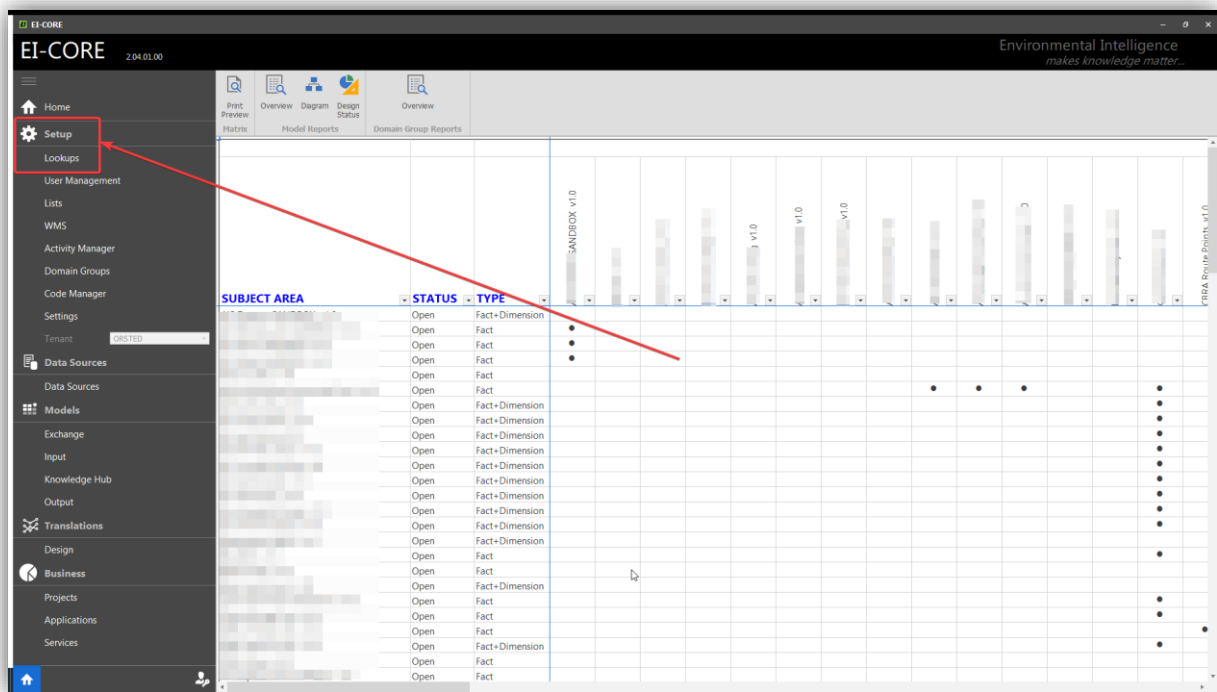 EI-CORE
EI-CORE 2.04.01.00
Environmental Intelligence
makes knowledge matter...
Home
Setup
Lookups
User Management
Lists
WMS
Activity Manager
Domain Groups
Code Manager
Settings
Tenant ORSTED
Data Sources
Data Sources
Models
Exchange
Input
Knowledge Hub
Output
Translations
Design
Business
Projects
Applications
Services
Print Preview
Overview
Diagram
Design Status
Overview
Matrix
Model Reports
Domain Group Reports
SANDBOX v1.0
v1.0
v1.0
v1.0
CRRA Route Points v1.0
SUBJECT AREA STATUS TYPE
Open Fact+Dimension
Open Fact
Open Fact
Open Fact
Open Fact
Open Fact
Open Fact+Dimension
Open Fact+Dimension
Open Fact+Dimension
Open Fact+Dimension
Open Fact+Dimension
Open Fact+Dimension
Open Fact+Dimension
Open Fact+Dimension
Open Fact+Dimension
Open Fact+Dimension
Open Fact
Open Fact
Open Fact+Dimension
Open Fact
Open Fact
Open Fact
Open Fact+Dimension
Open Fact
Open Fact